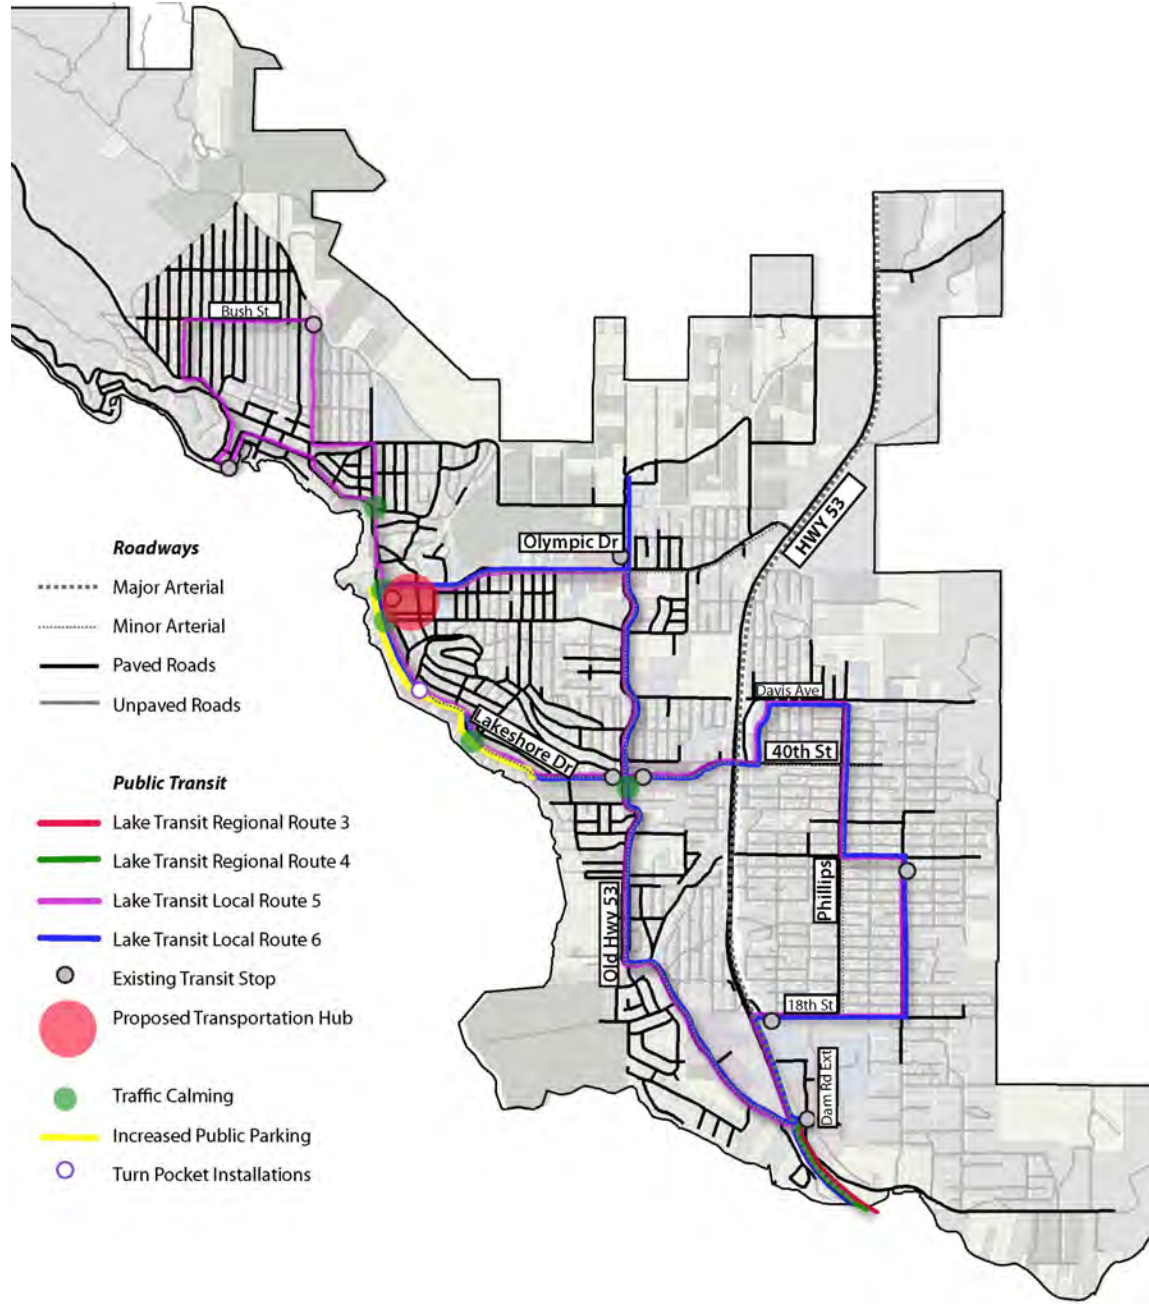 Bush St
Olympic Dr
HWY 53
Roadways
Major Arterial
Minor Arterial
Paved Roads
Unpaved Roads
Davis Ave
Lakeshore Dr
40th St
Public Transit
Lake Transit Regional Route 3
Lake Transit Regional Route 4
Lake Transit Local Route 5
Lake Transit Local Route 6
Existing Transit Stop
Proposed Transportation Hub
Phillips
Old Hwy 53
18th St
Dam Rd Ext
Traffic Calming
Increased Public Parking
Turn Pocket Installations